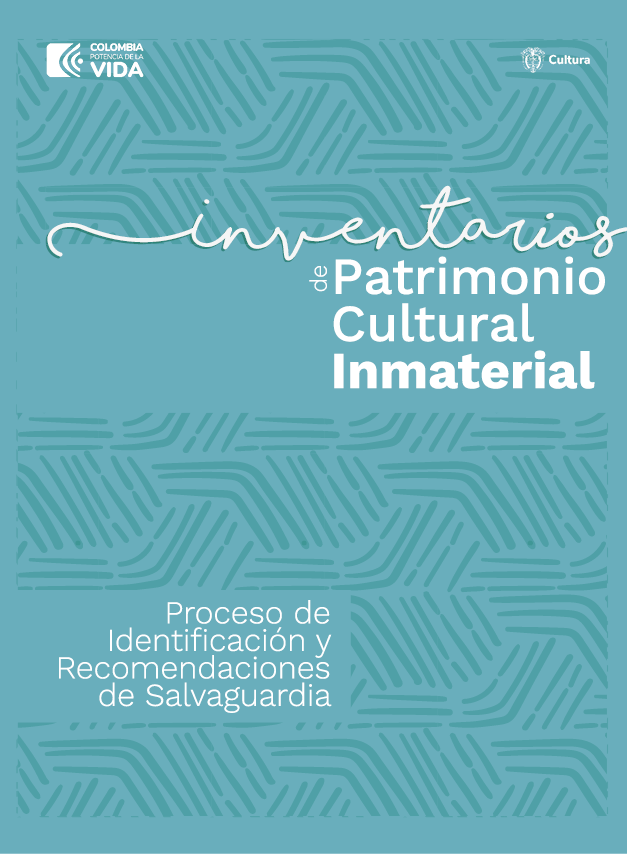 COLOMBIA
POTENCIA DE LA
VIDA
Cultura
inventarios
de Patrimonio
Cultural
Inmaterial
Proceso de
Identificación y
Recomendaciones
de Salvaguardia